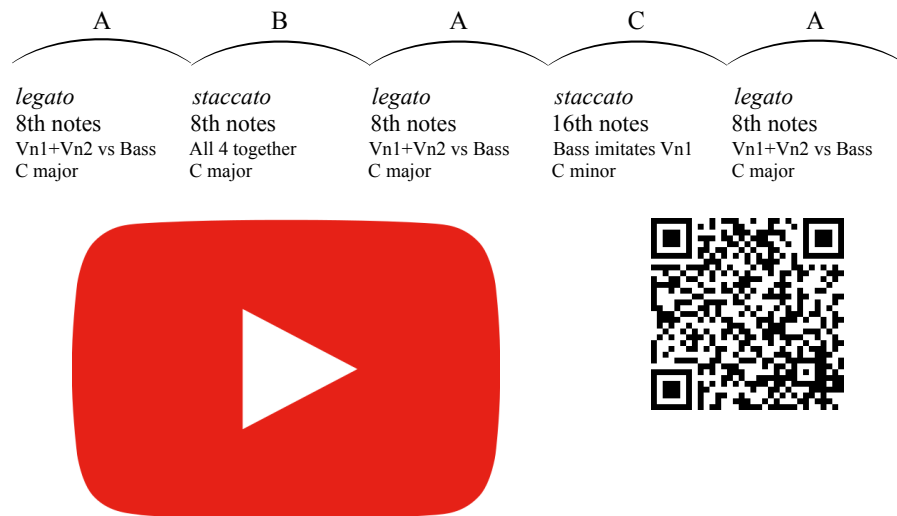 A B A C A
legato staccato legato staccato legato
8th notes 8th notes 8th notes 16th notes 8th notes
Vn1+Vn2 vs Bass All 4 together Vn1+Vn2 vs Bass Bass imitates Vn1 Vn1+Vn2 vs Bass
C major C major C major C minor C major